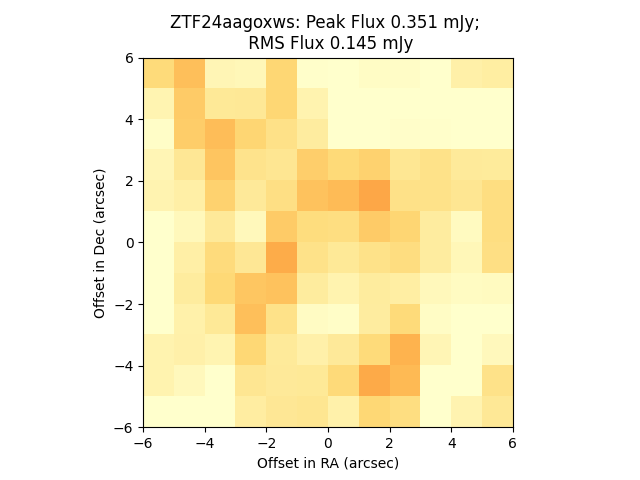 ZTF24aagoxws: Peak Flux 0.351 mJy;
RMS Flux 0.145 mJy
6
4
2
0
−2
−4
−6
Offset in Dec (arcsec)
−6 −4 −2 0 2 4 6
Offset in RA (arcsec)